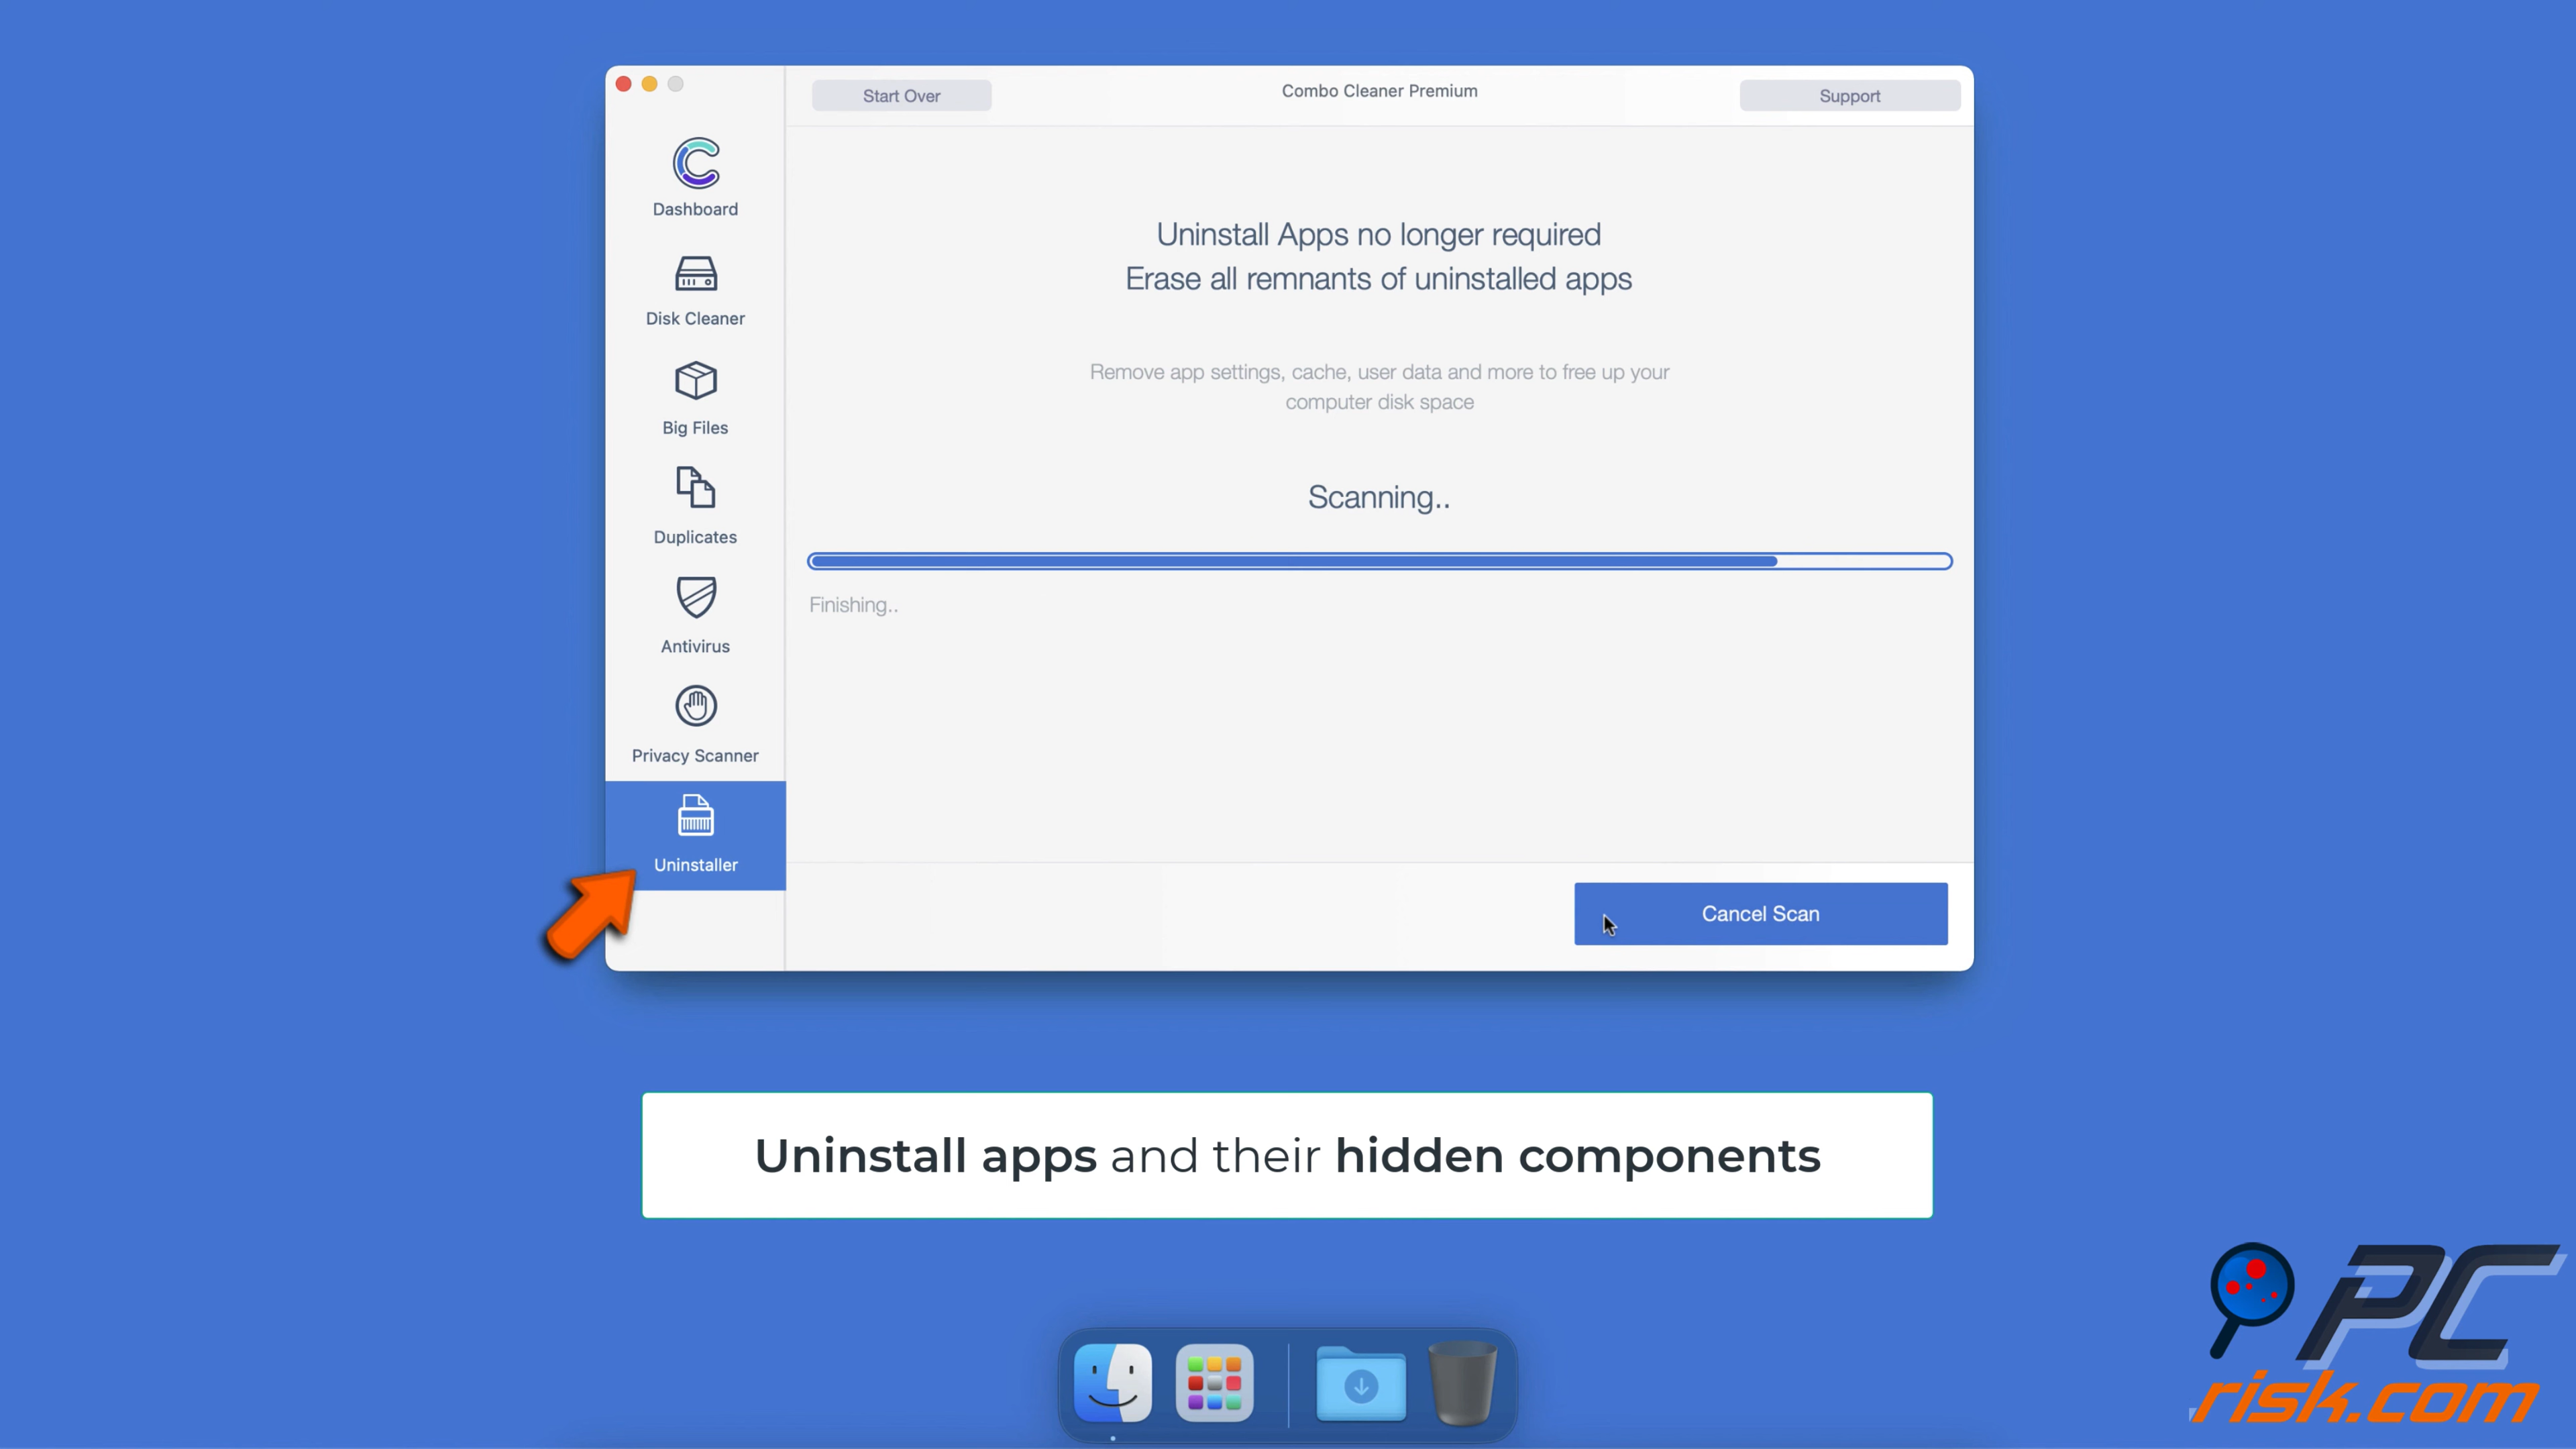 Start Over
Combo Cleaner Premium
Support
Dashboard
Disk Cleaner
Big Files
Duplicates
Antivirus
Privacy Scanner
Uninstaller
Uninstall Apps no longer required
Erase all remnants of uninstalled apps
Remove app settings, cache, user data and more to free up your
computer disk space
Scanning..
Finishing..
Cancel Scan
Uninstall apps and their hidden components
PC
risk.com